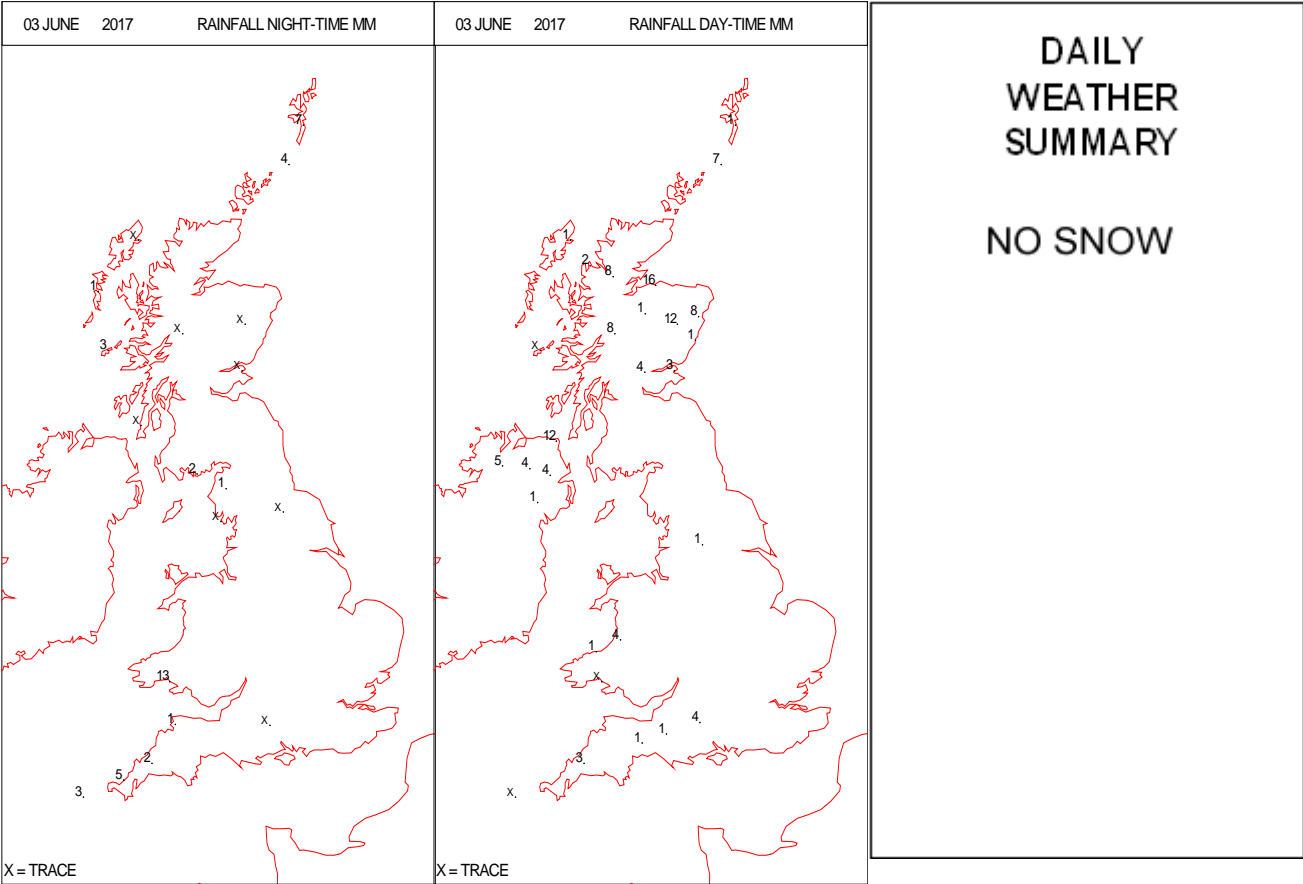 03 JUNE 2017 RAINFALL NIGHT-TIME MM
7
4.
X
1
X.
X.
3
X
X
2
1.
X.
X
13
1
X.
2
5
3.
X = TRACE
03 JUNE 2017 RAINFALL DAY-TIME MM
1
7.
1
2
8.
16
1.
12.
8.
8.
1.
X
4.
3
12.
5.
4.
4.
1.
1.
4
1
X
4.
1.
1.
3
X.
X = TRACE
DAILY
WEATHER
SUMMARY
NO SNOW